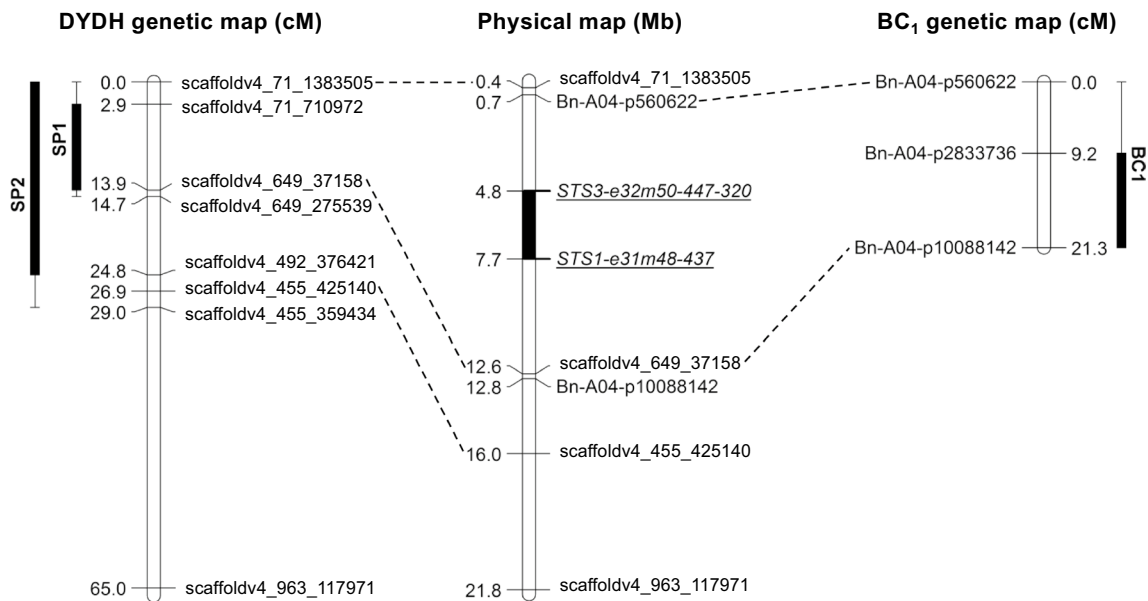 DYDH genetic map (cM)
0.0 scaffoldv4_71_1383505
2.9 scaffoldv4_71_710972
13.9 scaffoldv4_649_37158
14.7 scaffoldv4_649_275539
24.8 scaffoldv4_492_376421
26.9 scaffoldv4_455_425140
29.0 scaffoldv4_455_359434
65.0 scaffoldv4_963_117971
SP2
SP1
Physical map (Mb)
0.4 scaffoldv4_71_1383505
0.7 Bn-A04-p560622
4.8 STS3-e32m50-447-320
7.7 STS1-e31m48-437
12.6 scaffoldv4_649_37158
12.8 Bn-A04-p10088142
16.0 scaffoldv4_455_425140
21.8 scaffoldv4_963_117971
BC₁ genetic map (cM)
Bn-A04-p560622 0.0
Bn-A04-p2833736 9.2
Bn-A04-p10088142 21.3
BC1